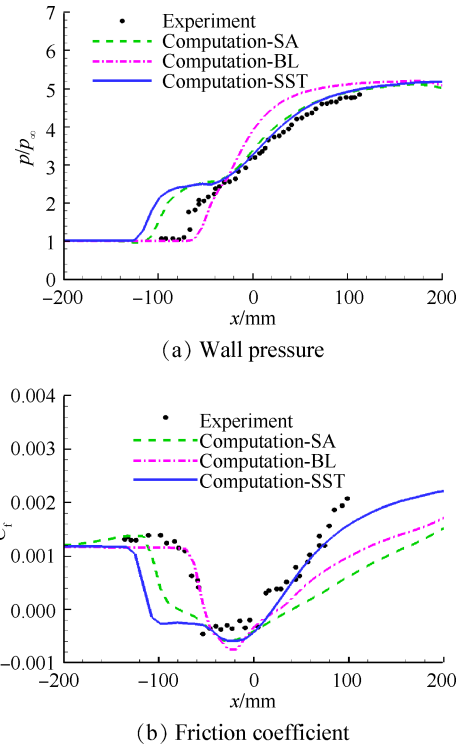 7
6
5
4
3
2
1
0
p/p∞
Experiment
Computation-SA
Computation-BL
Computation-SST
−200 −100 0 100 200
x/mm
(a) Wall pressure
0.004
0.003
0.002
0.001
0.000
−0.001
Experiment
Computation-SA
Computation-BL
Computation-SST
−200 −100 0 100 200
x/mm
(b) Friction coefficient